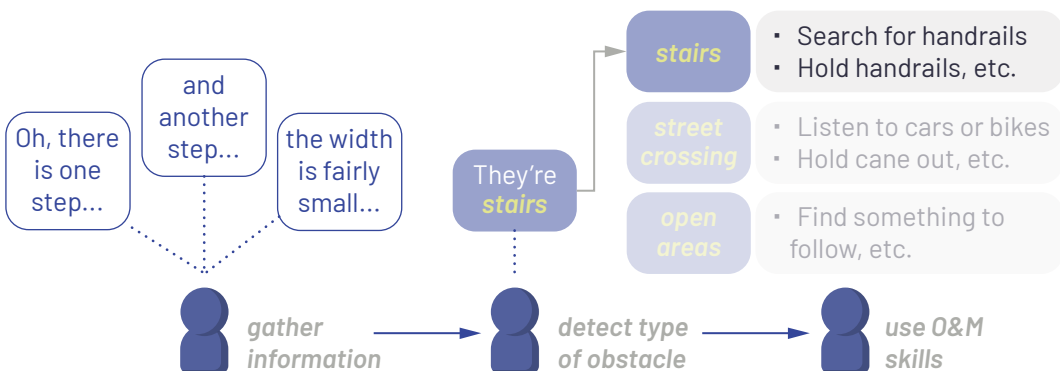 Oh, there
is one
step...
and
another
step...
the width
is fairly
small...
They're
stairs
stairs
▪ Search for handrails
▪ Hold handrails, etc.
street
crossing
▪ Listen to cars or bikes
▪ Hold cane out, etc.
open
areas
▪ Find something to
follow, etc.
gather
information
detect type
of obstacle
use O&M
skills